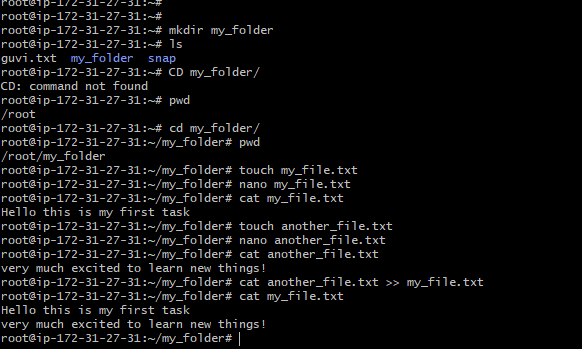 root@ip-172-31-27-31:~#
root@ip-172-31-27-31:~#
root@ip-172-31-27-31:~# mkdir my_folder
root@ip-172-31-27-31:~# ls
guvi.txt  my_folder  snap
root@ip-172-31-27-31:~# CD my_folder/
CD: command not found
root@ip-172-31-27-31:~# pwd
/root
root@ip-172-31-27-31:~# cd my_folder/
root@ip-172-31-27-31:~/my_folder# pwd
/root/my_folder
root@ip-172-31-27-31:~/my_folder# touch my_file.txt
root@ip-172-31-27-31:~/my_folder# nano my_file.txt
root@ip-172-31-27-31:~/my_folder# cat my_file.txt
Hello this is my first task
root@ip-172-31-27-31:~/my_folder# touch another_file.txt
root@ip-172-31-27-31:~/my_folder# nano another_file.txt
root@ip-172-31-27-31:~/my_folder# cat another_file.txt
very much excited to learn new things!
root@ip-172-31-27-31:~/my_folder# cat another_file.txt >> my_file.txt
root@ip-172-31-27-31:~/my_folder# cat my_file.txt
Hello this is my first task
very much excited to learn new things!
root@ip-172-31-27-31:~/my_folder#